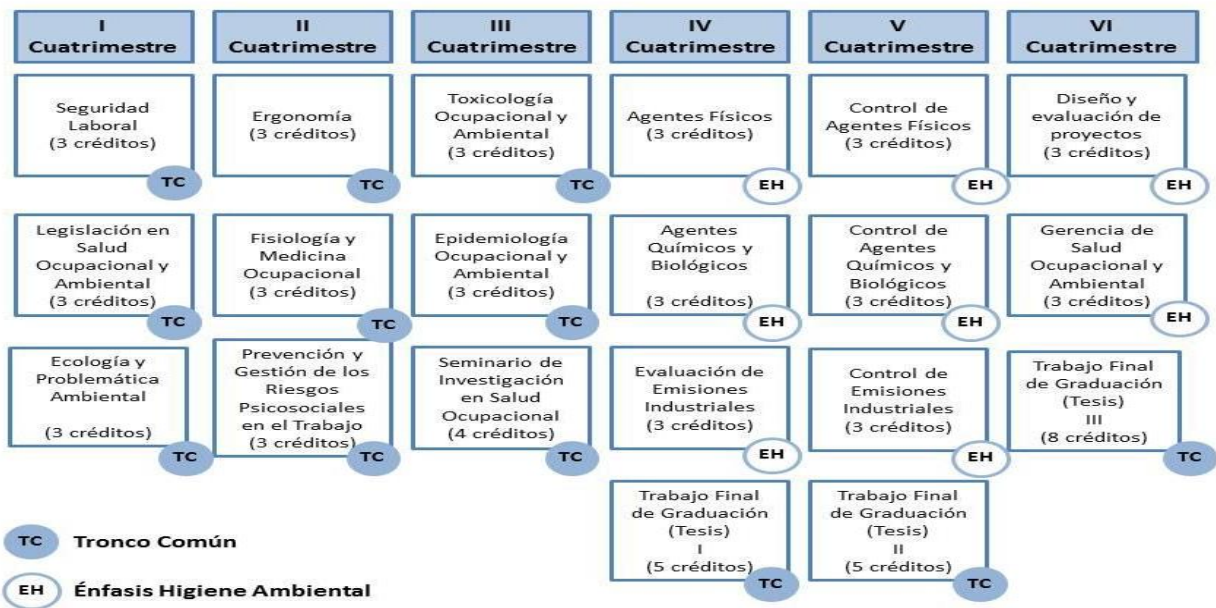 I
Cuatrimestre
II
Cuatrimestre
III
Cuatrimestre
IV
Cuatrimestre
V
Cuatrimestre
VI
Cuatrimestre
Seguridad
Laboral
(3 créditos)
TC
Ergonomía
(3 créditos)
TC
Toxicología
Ocupacional y
Ambiental
(3 créditos)
TC
Agentes Físicos
(3 créditos)
EH
Control de
Agentes Físicos
(3 créditos)
EH
Diseño y
evaluación de
proyectos
(3 créditos)
EH
Legislación en
Salud
Ocupacional y
Ambiental
(3 créditos)
TC
Fisiología y
Medicina
Ocupacional
(3 créditos)
TC
Epidemiología
Ocupacional y
Ambiental
(3 créditos)
TC
Agentes
Químicos y
Biológicos
(3 créditos)
EH
Control de
Agentes
Químicos y
Biológicos
(3 créditos)
EH
Gerencia de
Salud
Ocupacional y
Ambiental
(3 créditos)
EH
Ecología y
Problemática
Ambiental
(3 créditos)
TC
Prevención y
Gestión de los
Riesgos
Psicosociales
en el Trabajo
(3 créditos)
TC
Seminario de
Investigación
en Salud
Ocupacional
(4 créditos)
TC
Evaluación de
Emisiones
Industriales
(3 créditos)
EH
Control de
Emisiones
Industriales
(3 créditos)
EH
Trabajo Final
de Graduación
(Tesis)
III
(8 créditos)
TC
Trabajo Final
de Graduación
(Tesis)
I
(5 créditos)
TC
Trabajo Final
de Graduación
(Tesis)
II
(5 créditos)
TC
TC Tronco Común
EH Énfasis Higiene Ambiental